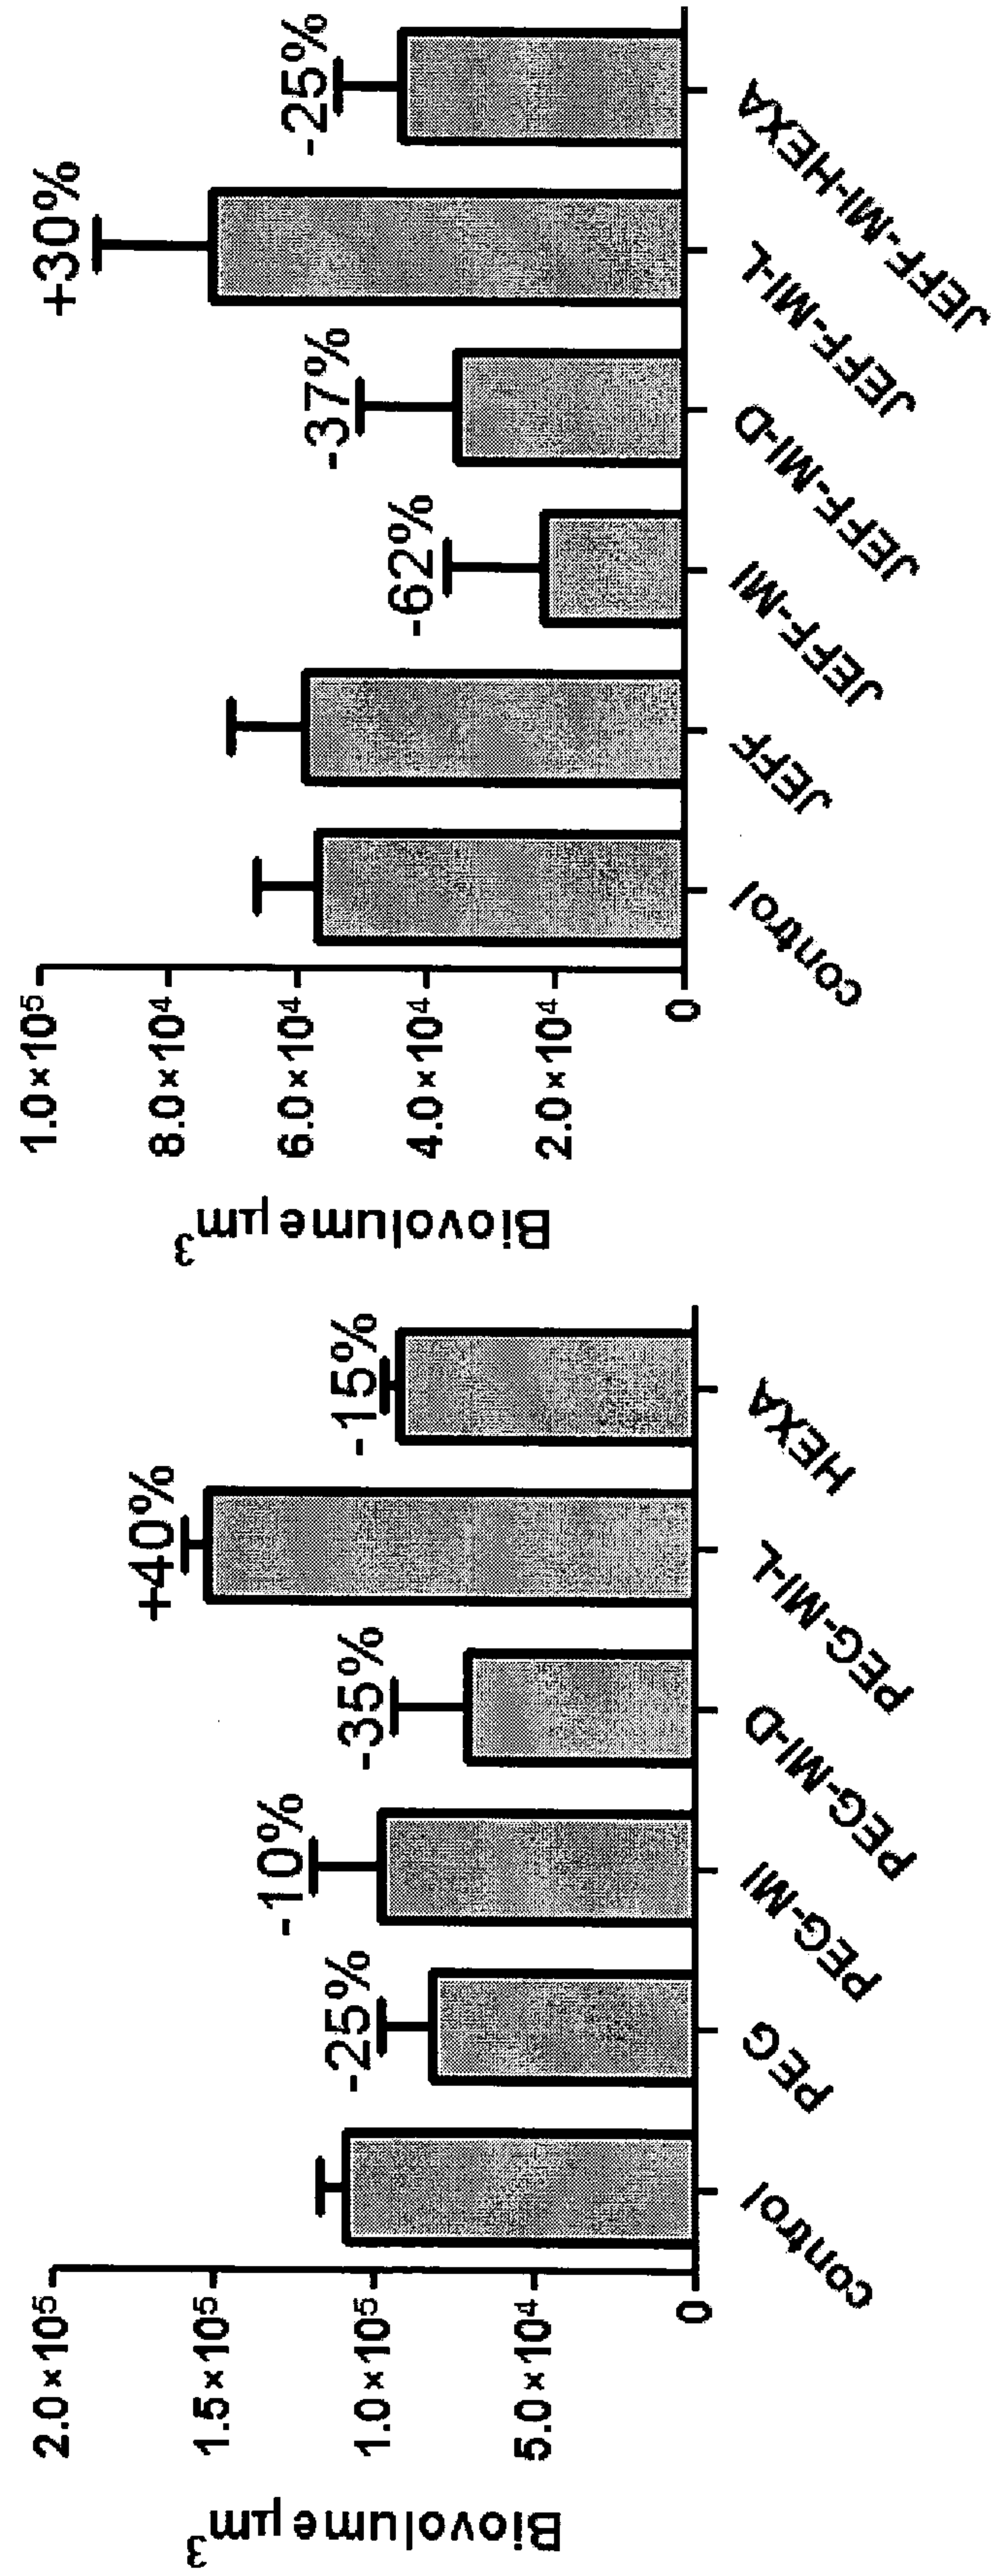 Biovolume µm³
2.0×10⁵
1.5×10⁵
1.0×10⁵
5.0×10⁴
0
-25%
-10%
-35%
+40%
-15%
control
PEG
PEG-MI
PEG-MI-D
PEG-MI-L
HEXA
Biovolume µm³
1.0×10⁵
8.0×10⁴
6.0×10⁴
4.0×10⁴
2.0×10⁴
0
-62%
-37%
+30%
-25%
control
JEFF
JEFF-MI
JEFF-MI-D
JEFF-MI-L
JEFF-MI-HEXA